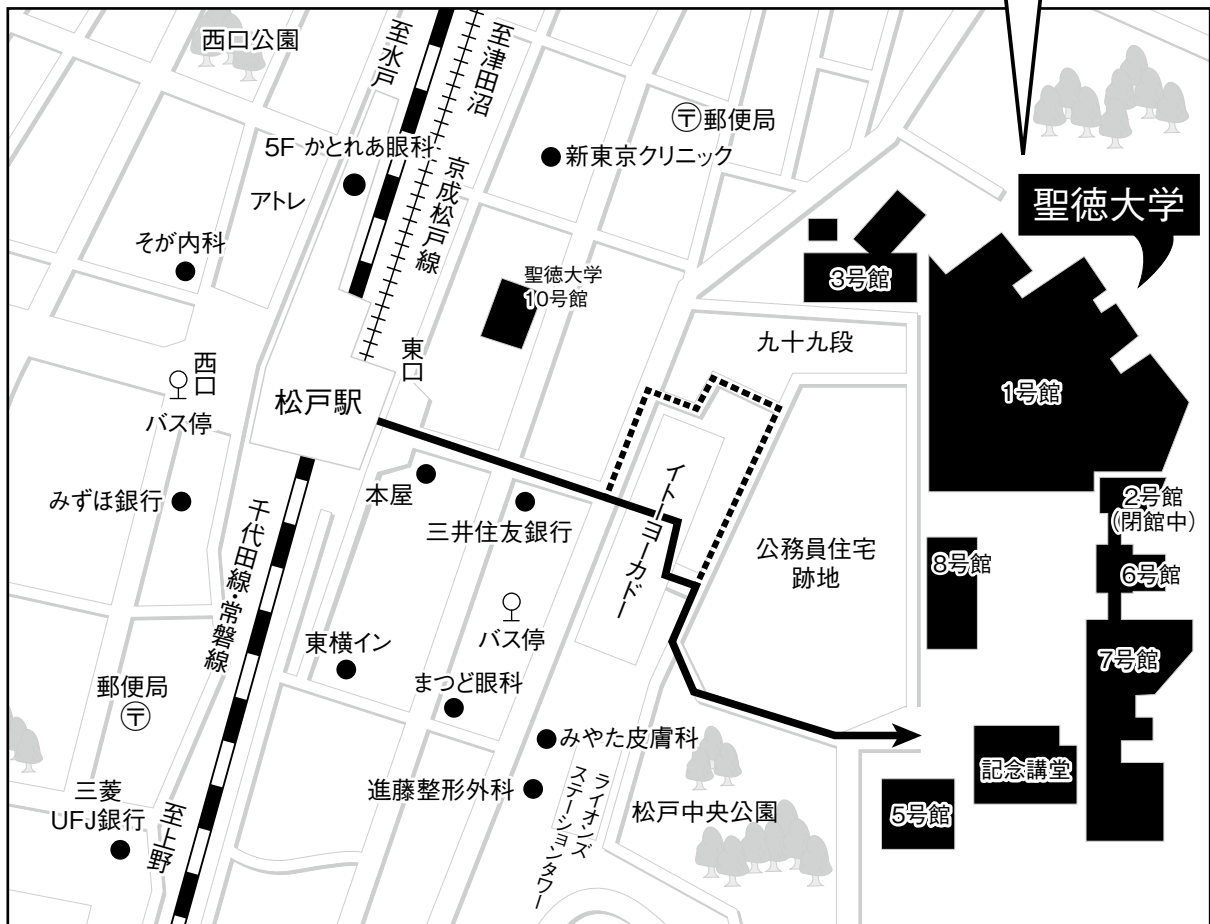 西口公園
至水戸
至津田沼
〒郵便局
5F かとれあ眼科
京成松戸線
新東京クリニック
アトレ
聖徳大学
そが内科
聖徳大学
10号館
3号館
九十九段
東口
西口
バス停
松戸駅
1号館
みずほ銀行
本屋
三井住友銀行
イトーヨーカドー
公務員住宅
跡地
2号館
(閉館中)
8号館
6号館
千代田線・常磐線
バス停
東横イン
7号館
まつど眼科
郵便局
〒
みやた皮膚科
記念講堂
進藤整形外科
ライオンズ
ステーションタワー
松戸中央公園
5号館
三菱
UFJ銀行
至上野